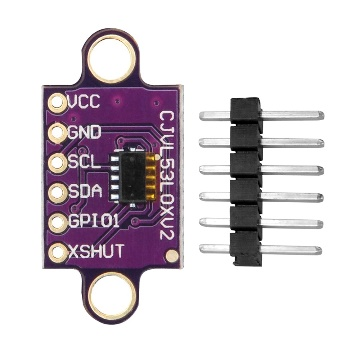 VCC
GND
SCL
SDA
GPIO1
XSHUT
CJVL53L0XV2